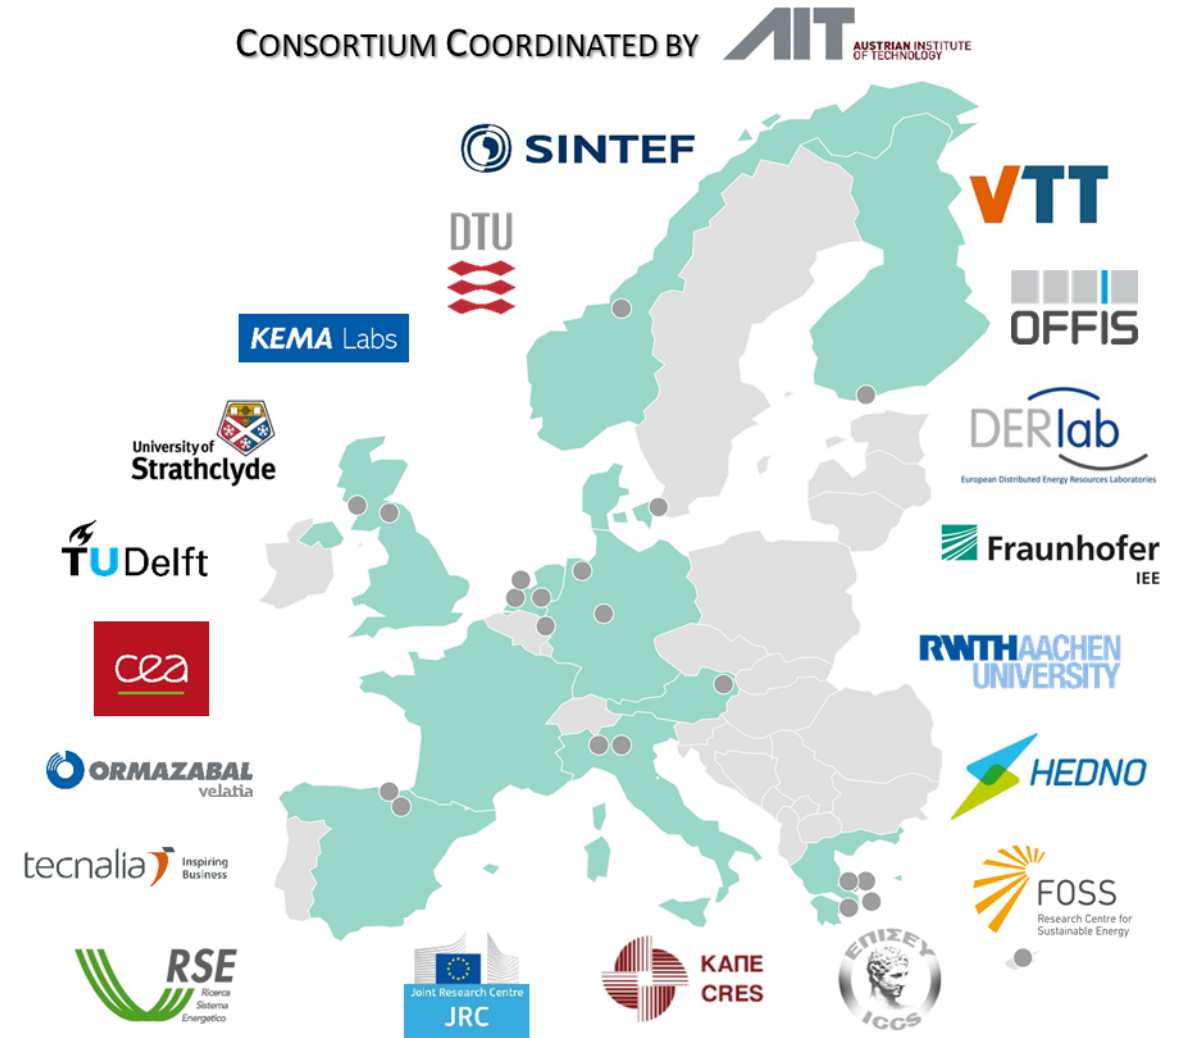 CONSORTIUM COORDINATED BY
AIT
AUSTRIAN INSTITUTE
OF TECHNOLOGY
SINTEF
VTT
DTU
OFFIS
KEMA Labs
DERlab
European Distributed Energy Resources Laboratories
University of
Strathclyde
TU Delft
Fraunhofer
IEE
cea
RWTH AACHEN
UNIVERSITY
ORMAZABAL
velatia
HEDNO
tecnalia
Inspiring
Business
FOSS
Research Centre for
Sustainable Energy
RSE
Ricerca
Sistema
Energetico
Joint Research Centre
JRC
ΚΑΠΕ
CRES
ΕΠΙΣΕΥ
ICCS